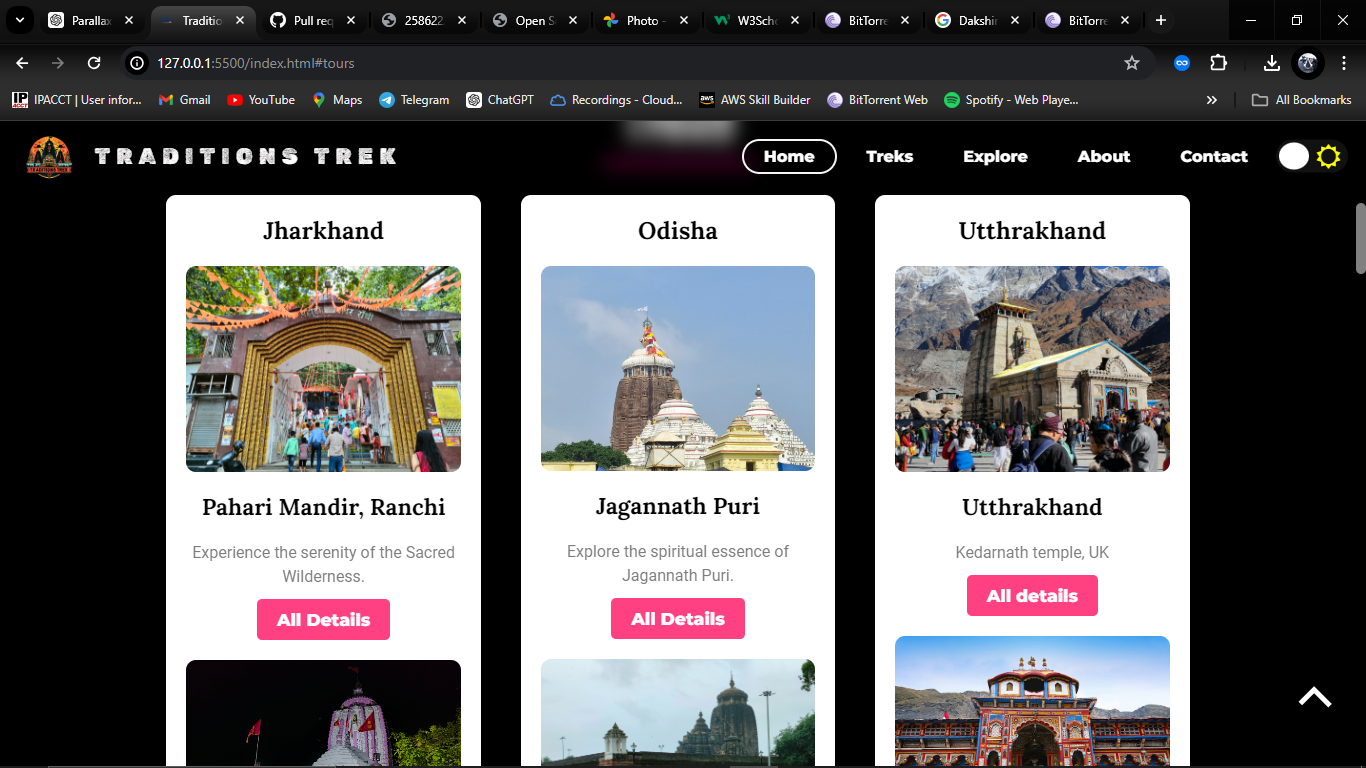 Parallax
Traditio
Pull req
258622
Open S
Photo -
W3Scho
BitTorre
Dakshin
BitTorre
127.0.0.1:5500/index.html#tours
IPACCT | User infor...
Gmail
YouTube
Maps
Telegram
ChatGPT
Recordings - Cloud...
AWS Skill Builder
BitTorrent Web
Spotify - Web Playe...
All Bookmarks
TRADITIONS TREK
Home
Treks
Explore
About
Contact
Jharkhand
Odisha
Utthrakhand
Pahari Mandir, Ranchi
Jagannath Puri
Utthrakhand
Experience the serenity of the Sacred
Wilderness.
Explore the spiritual essence of
Jagannath Puri.
Kedarnath temple, UK
All Details
All Details
All details